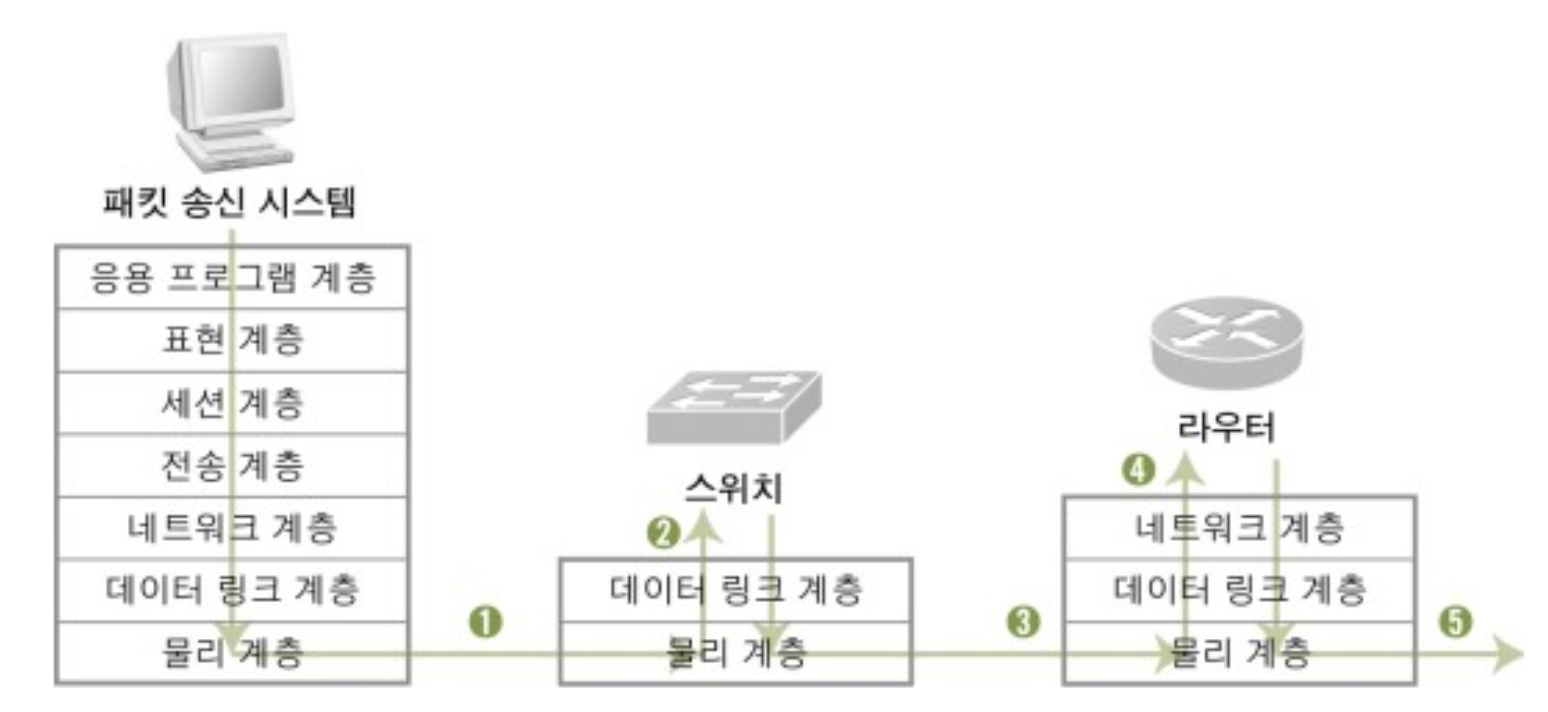 패킷 송신 시스템
응용 프로그램 계층
표현 계층
세션 계층
전송 계층
네트워크 계층
데이터 링크 계층
물리 계층
❶
스위치
❷
데이터 링크 계층
물리 계층
❸
라우터
❹
네트워크 계층
데이터 링크 계층
물리 계층
❺